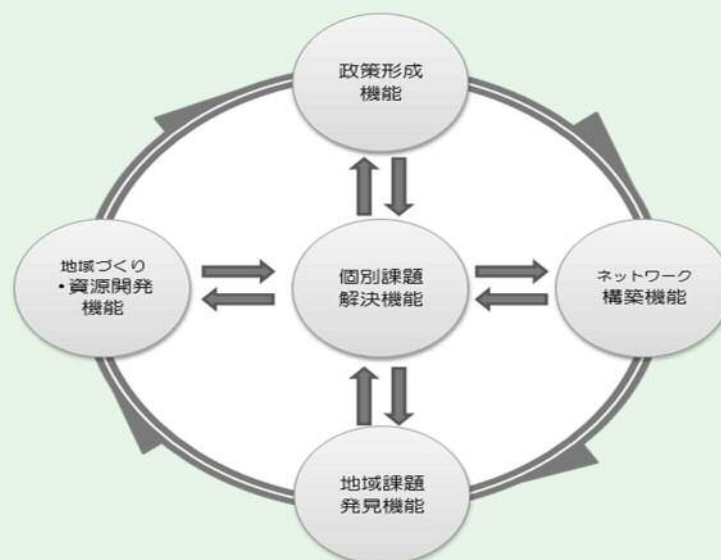 政策形成
機能
地域づくり
・資源開発
機能
個別課題
解決機能
ネットワーク
構築機能
地域課題
発見機能